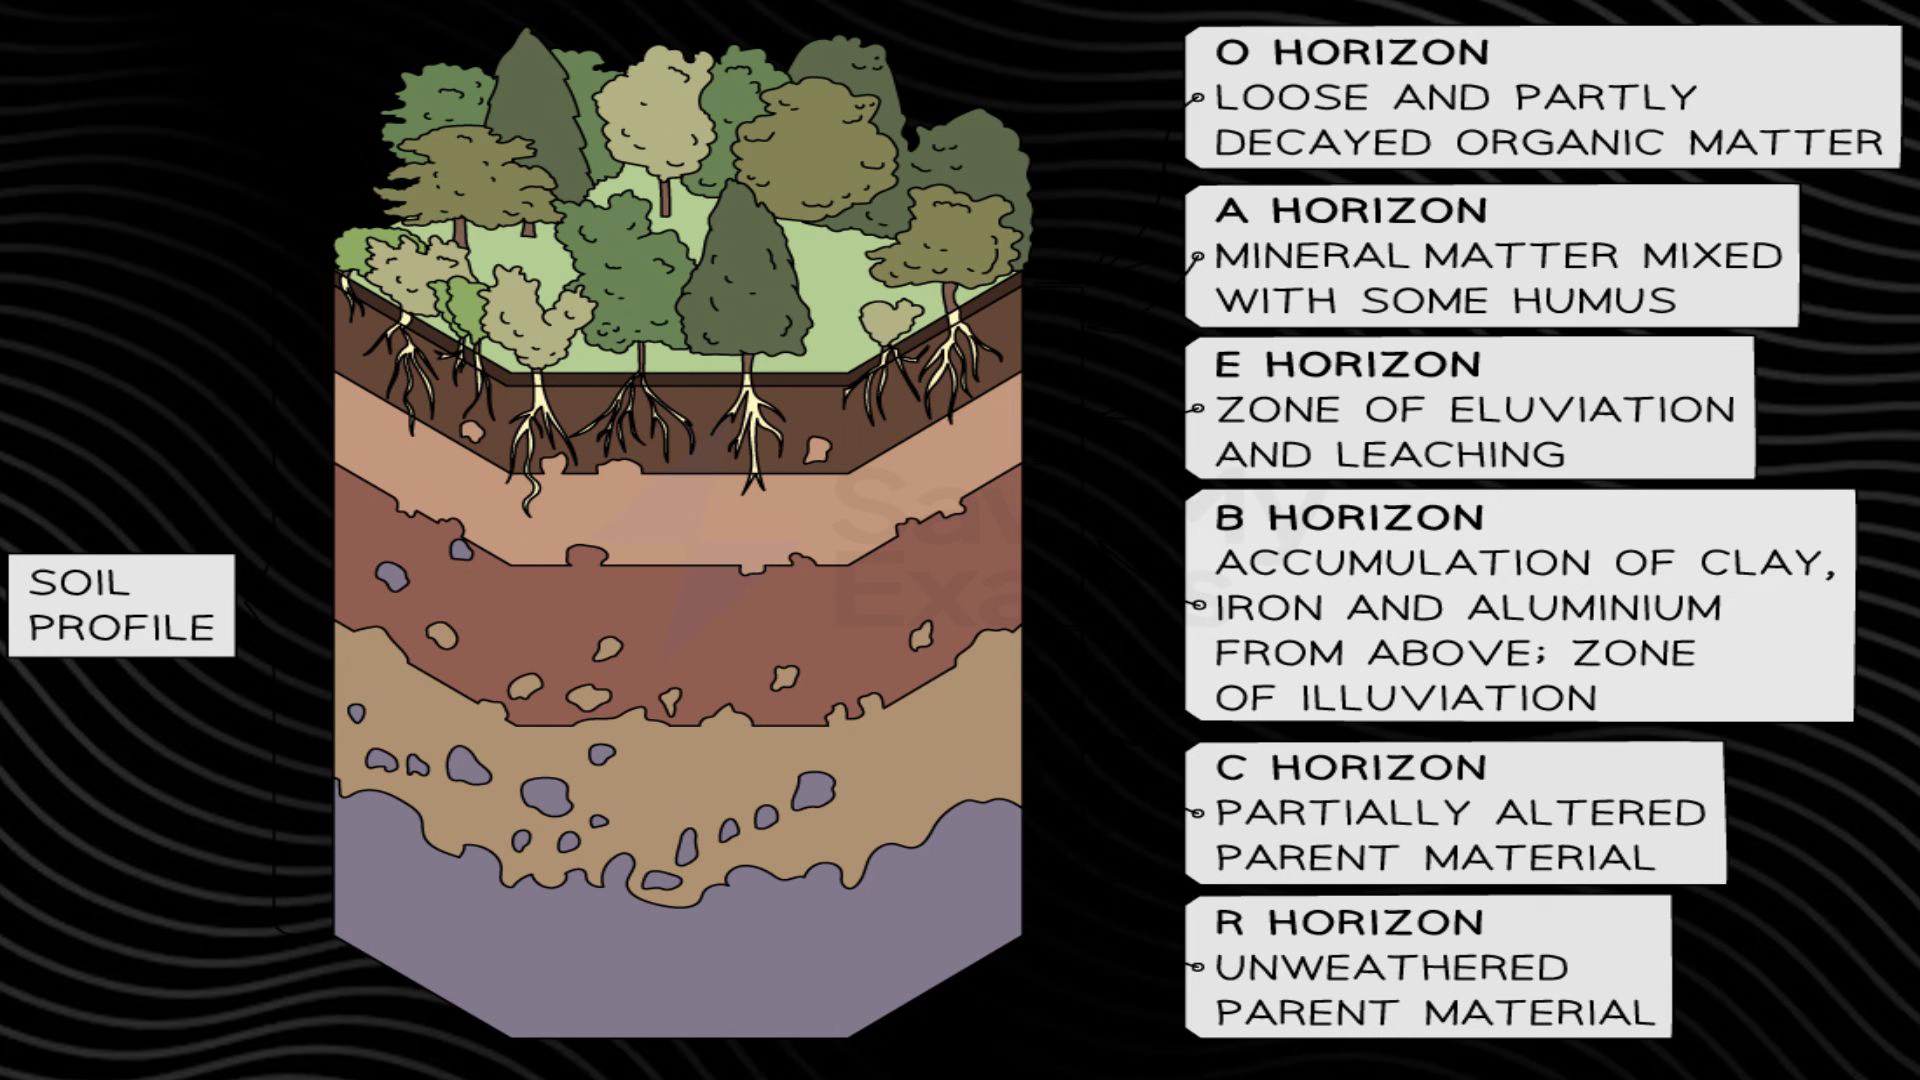 O HORIZON
LOOSE AND PARTLY
DECAYED ORGANIC MATTER
A HORIZON
MINERAL MATTER MIXED
WITH SOME HUMUS
E HORIZON
ZONE OF ELUVIATION
AND LEACHING
B HORIZON
ACCUMULATION OF CLAY,
IRON AND ALUMINIUM
FROM ABOVE; ZONE
OF ILLUVIATION
SOIL
PROFILE
C HORIZON
PARTIALLY ALTERED
PARENT MATERIAL
R HORIZON
UNWEATHERED
PARENT MATERIAL